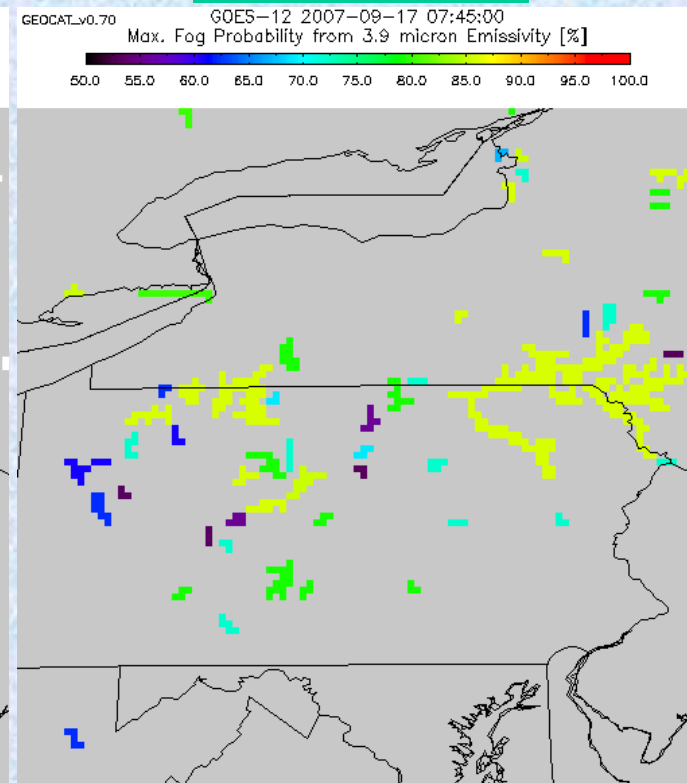 GEOCAT_v0.70
GOES-12 2007-09-17 07:45:00
Max. Fog Probability from 3.9 micron Emissivity [%]
50.0 55.0 60.0 65.0 70.0 75.0 80.0 85.0 90.0 95.0 100.0